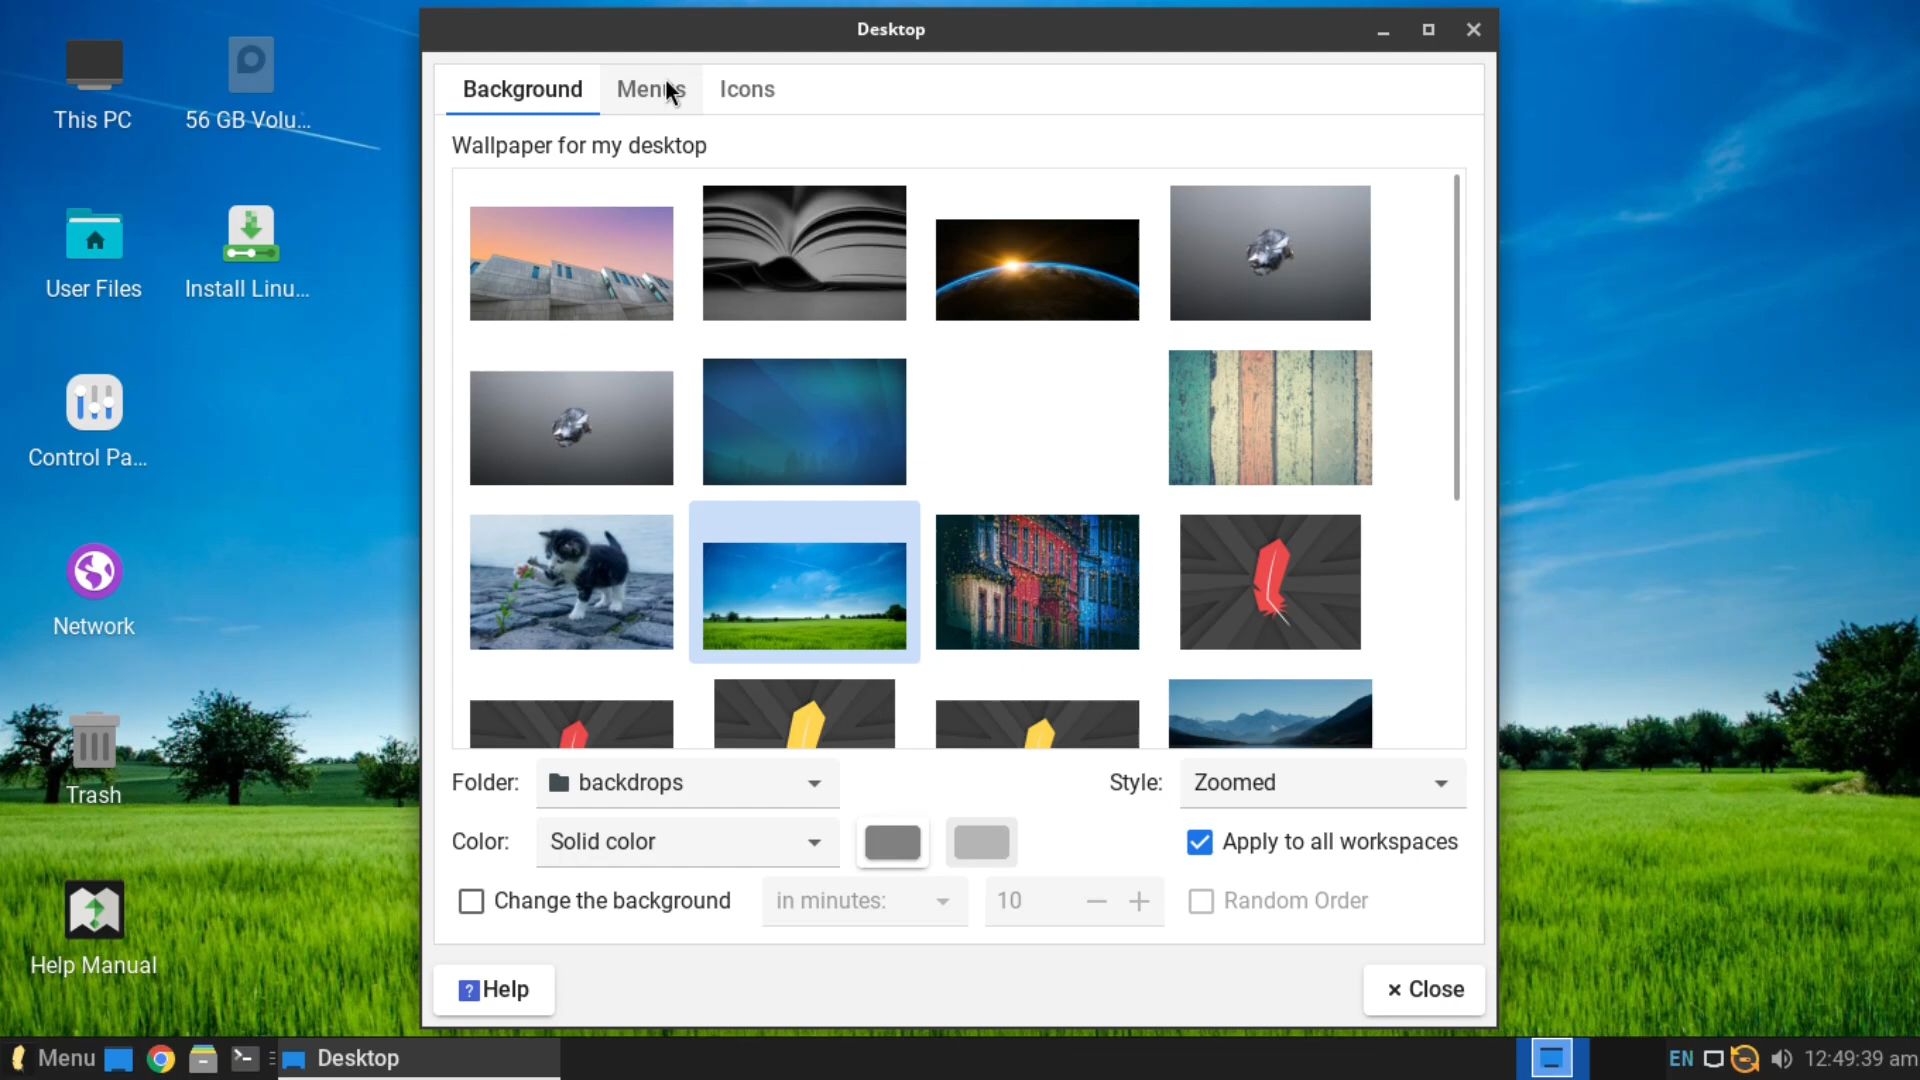 Desktop
This PC
56 GB Volu...
Background
Menus
Icons
Wallpaper for my desktop
User Files
Install Linu...
Control Pa...
Network
Trash
Help Manual
Folder: backdrops
Style: Zoomed
Color: Solid color
Apply to all workspaces
Change the background
in minutes:
10
Random Order
? Help
Close
Menu
Desktop
EN
12:49:39 am